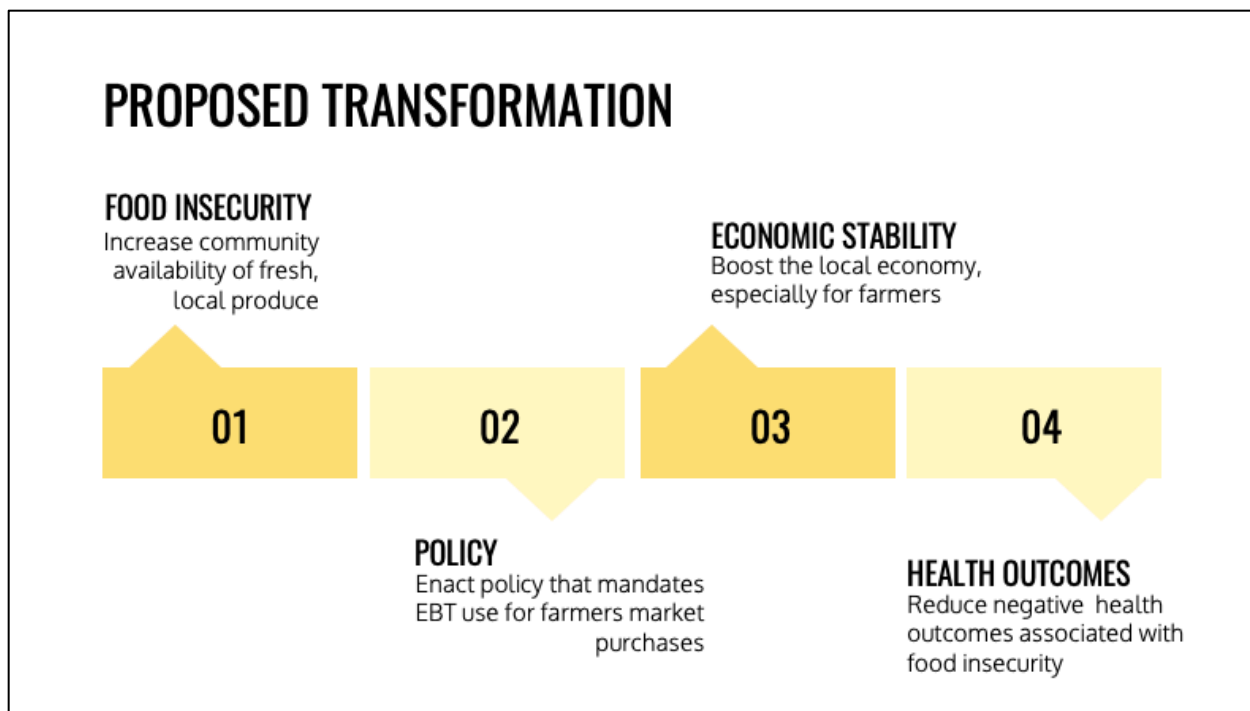 PROPOSED TRANSFORMATION
FOOD INSECURITY
Increase community
availability of fresh,
local produce
ECONOMIC STABILITY
Boost the local economy,
especially for farmers
01
02
03
04
POLICY
Enact policy that mandates
EBT use for farmers market
purchases
HEALTH OUTCOMES
Reduce negative  health
outcomes associated with
food insecurity